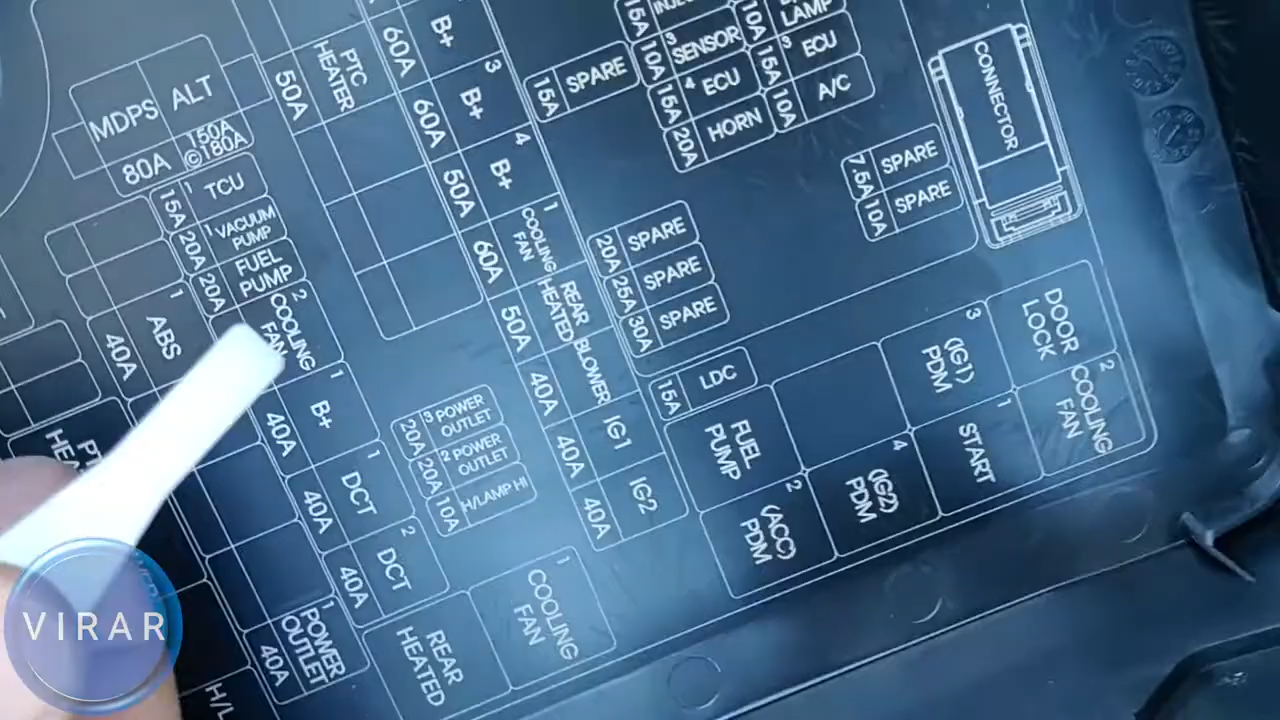 MDPS
80A
ALT
150A
©180A
15A
1
TCU
20A
1 VACUUM
PUMP
20A
FUEL
PUMP
1
ABS
40A
2
COOLING
FAN
1
B+
40A
1
DCT
40A
2
DCT
40A
1
POWER
OUTLET
40A
PTC
HEATER
50A
B+
60A
3
B+
60A
4
B+
50A
1
COOLING
FAN
60A
REAR
HEATED
50A
BLOWER
40A
IG1
40A
IG2
40A
15A
SPARE
15A
10A
3
SENSOR
15A
4
ECU
20A
HORN
10A
LAMP
15A
3
ECU
10A
A/C
7.5A
SPARE
10A
SPARE
CONNECTOR
20A
SPARE
25A
SPARE
30A
SPARE
15A
LDC
20A
3 POWER
OUTLET
20A
2 POWER
OUTLET
10A
H/LAMP HI
FUEL
PUMP
2
(ACC)
PDM
4
(IG2)
PDM
3
(IG1)
PDM
1
START
DOOR
LOCK
2
COOLING
FAN
REAR
HEATED
1
COOLING
FAN
VIRAR